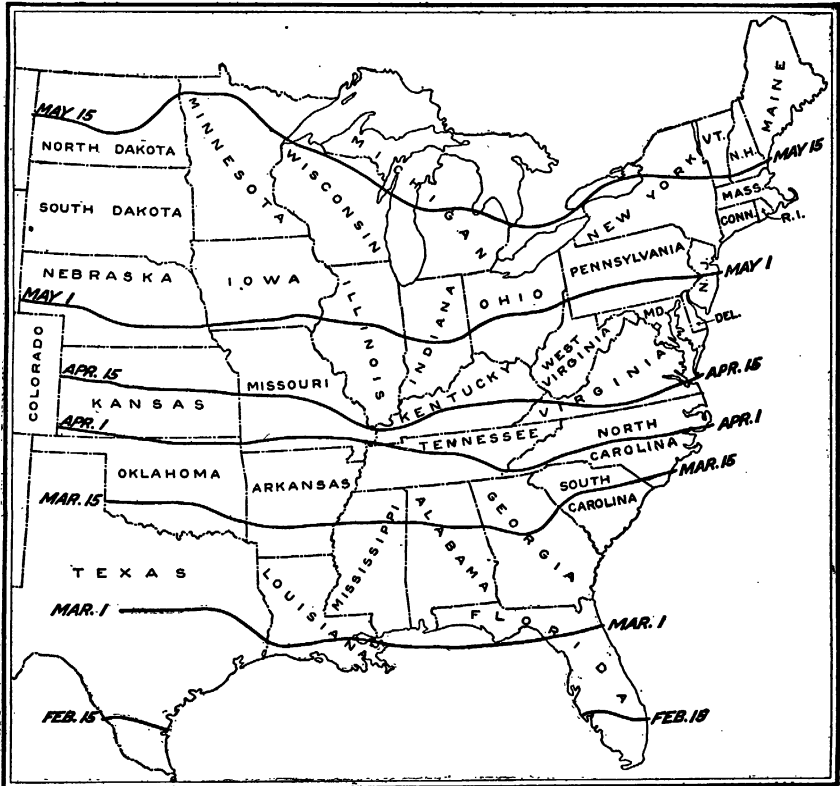 MAINE
MAY 15
MINNESOTA
VT.
N.H.
MAY 15
NORTH DAKOTA
WISCONSIN
MICHIGAN
NEW YORK
MASS.
CONN.
R.I.
SOUTH DAKOTA
PENNSYLVANIA
NEBRASKA
IOWA
MAY 1
N.J.
MAY 1
ILLINOIS
INDIANA
OHIO
MD.
DEL.
COLORADO
WEST
VIRGINIA
VIRGINIA
APR. 15
APR. 15
MISSOURI
KENTUCKY
KANSAS
APR. 1
TENNESSEE
NORTH
CAROLINA
APR. 1
MAR. 15
OKLAHOMA
ARKANSAS
SOUTH
CAROLINA
MAR. 15
MISSISSIPPI
ALABAMA
GEORGIA
TEXAS
LOUISIANA
MAR. 1
FLORIDA
MAR. 1
FEB. 15
FEB. 18